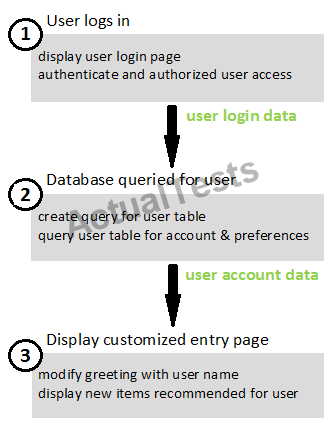 1
User logs in
display user login page
authenticate and authorized user access
user login data
2
Database queried for user
create query for user table
query user table for account & preferences
ActualTests
user account data
3
Display customized entry page
modify greeting with user name
display new items recommended for user